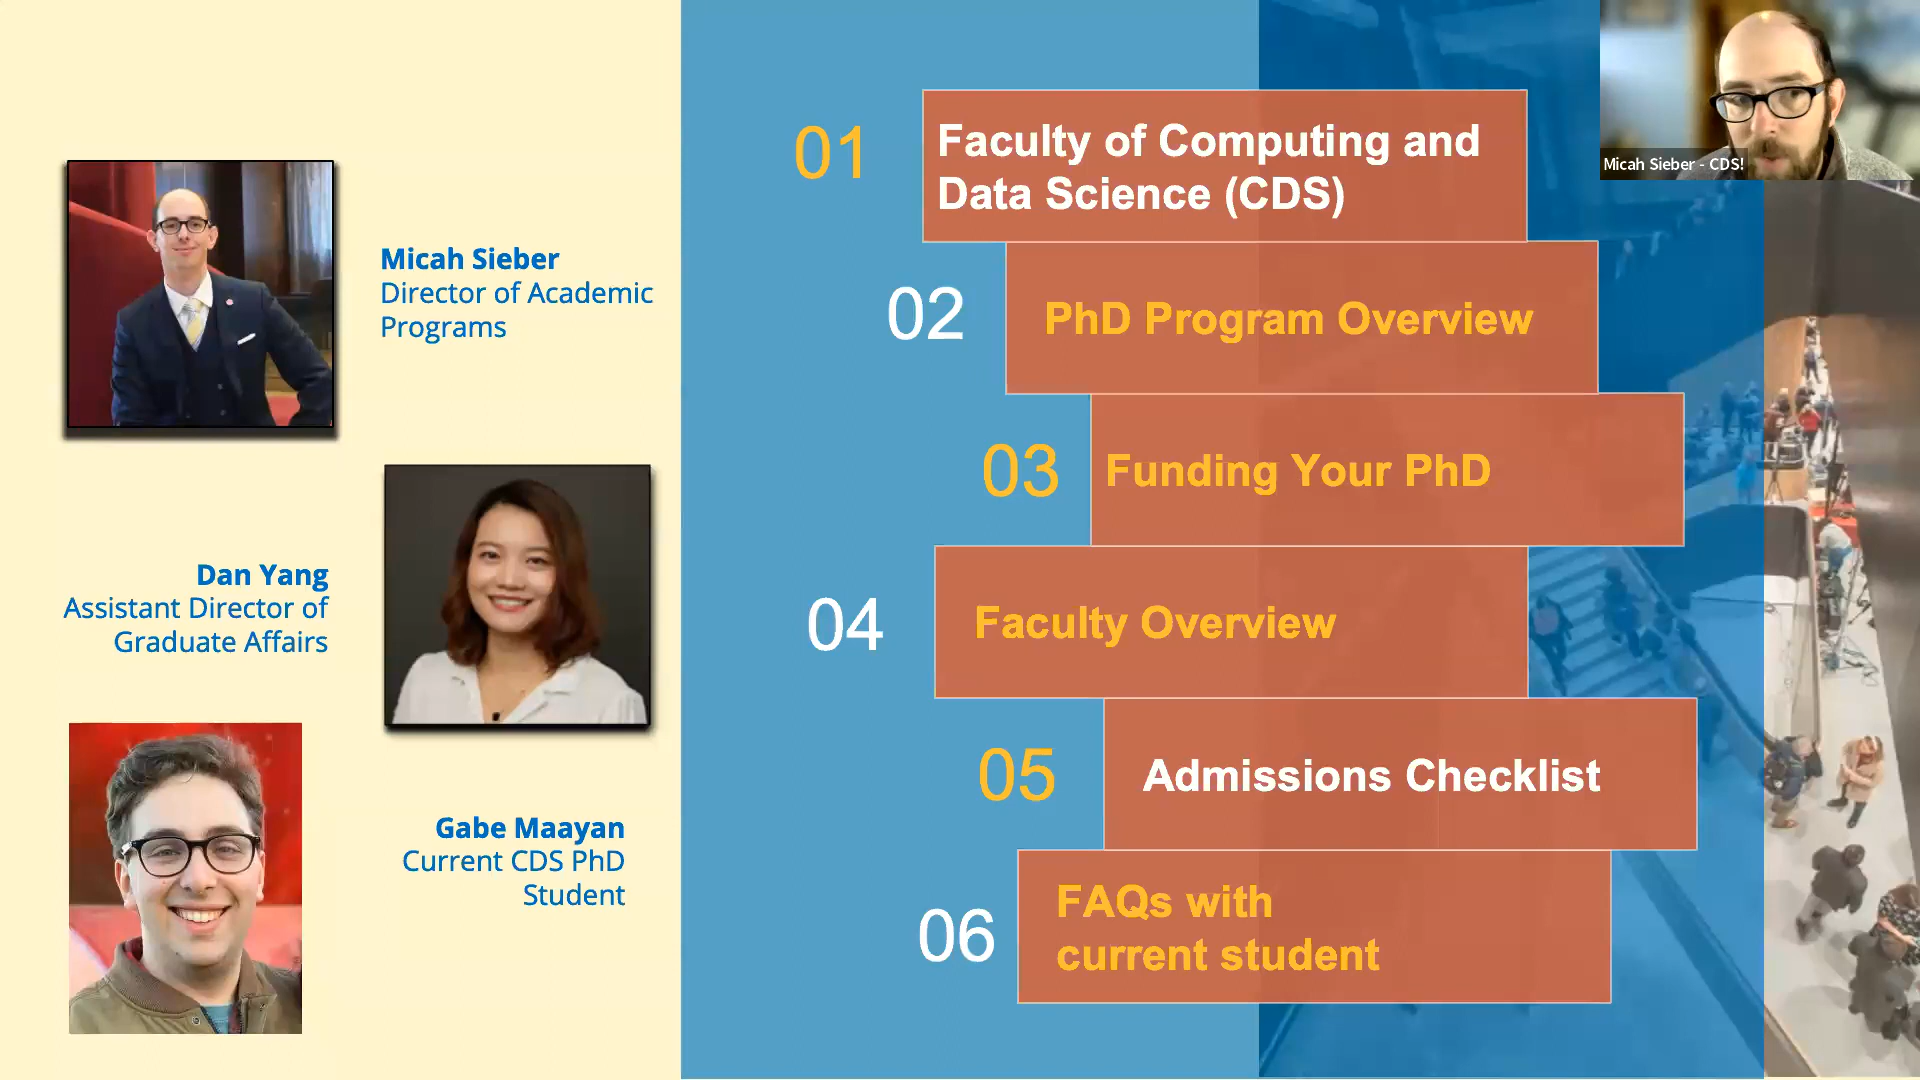 Micah Sieber
Director of Academic
Programs
Dan Yang
Assistant Director of
Graduate Affairs
Gabe Maayan
Current CDS PhD
Student
01
Faculty of Computing and
Data Science (CDS)
02
PhD Program Overview
03
Funding Your PhD
04
Faculty Overview
05
Admissions Checklist
06
FAQs with
current student
Micah Sieber - CDS!